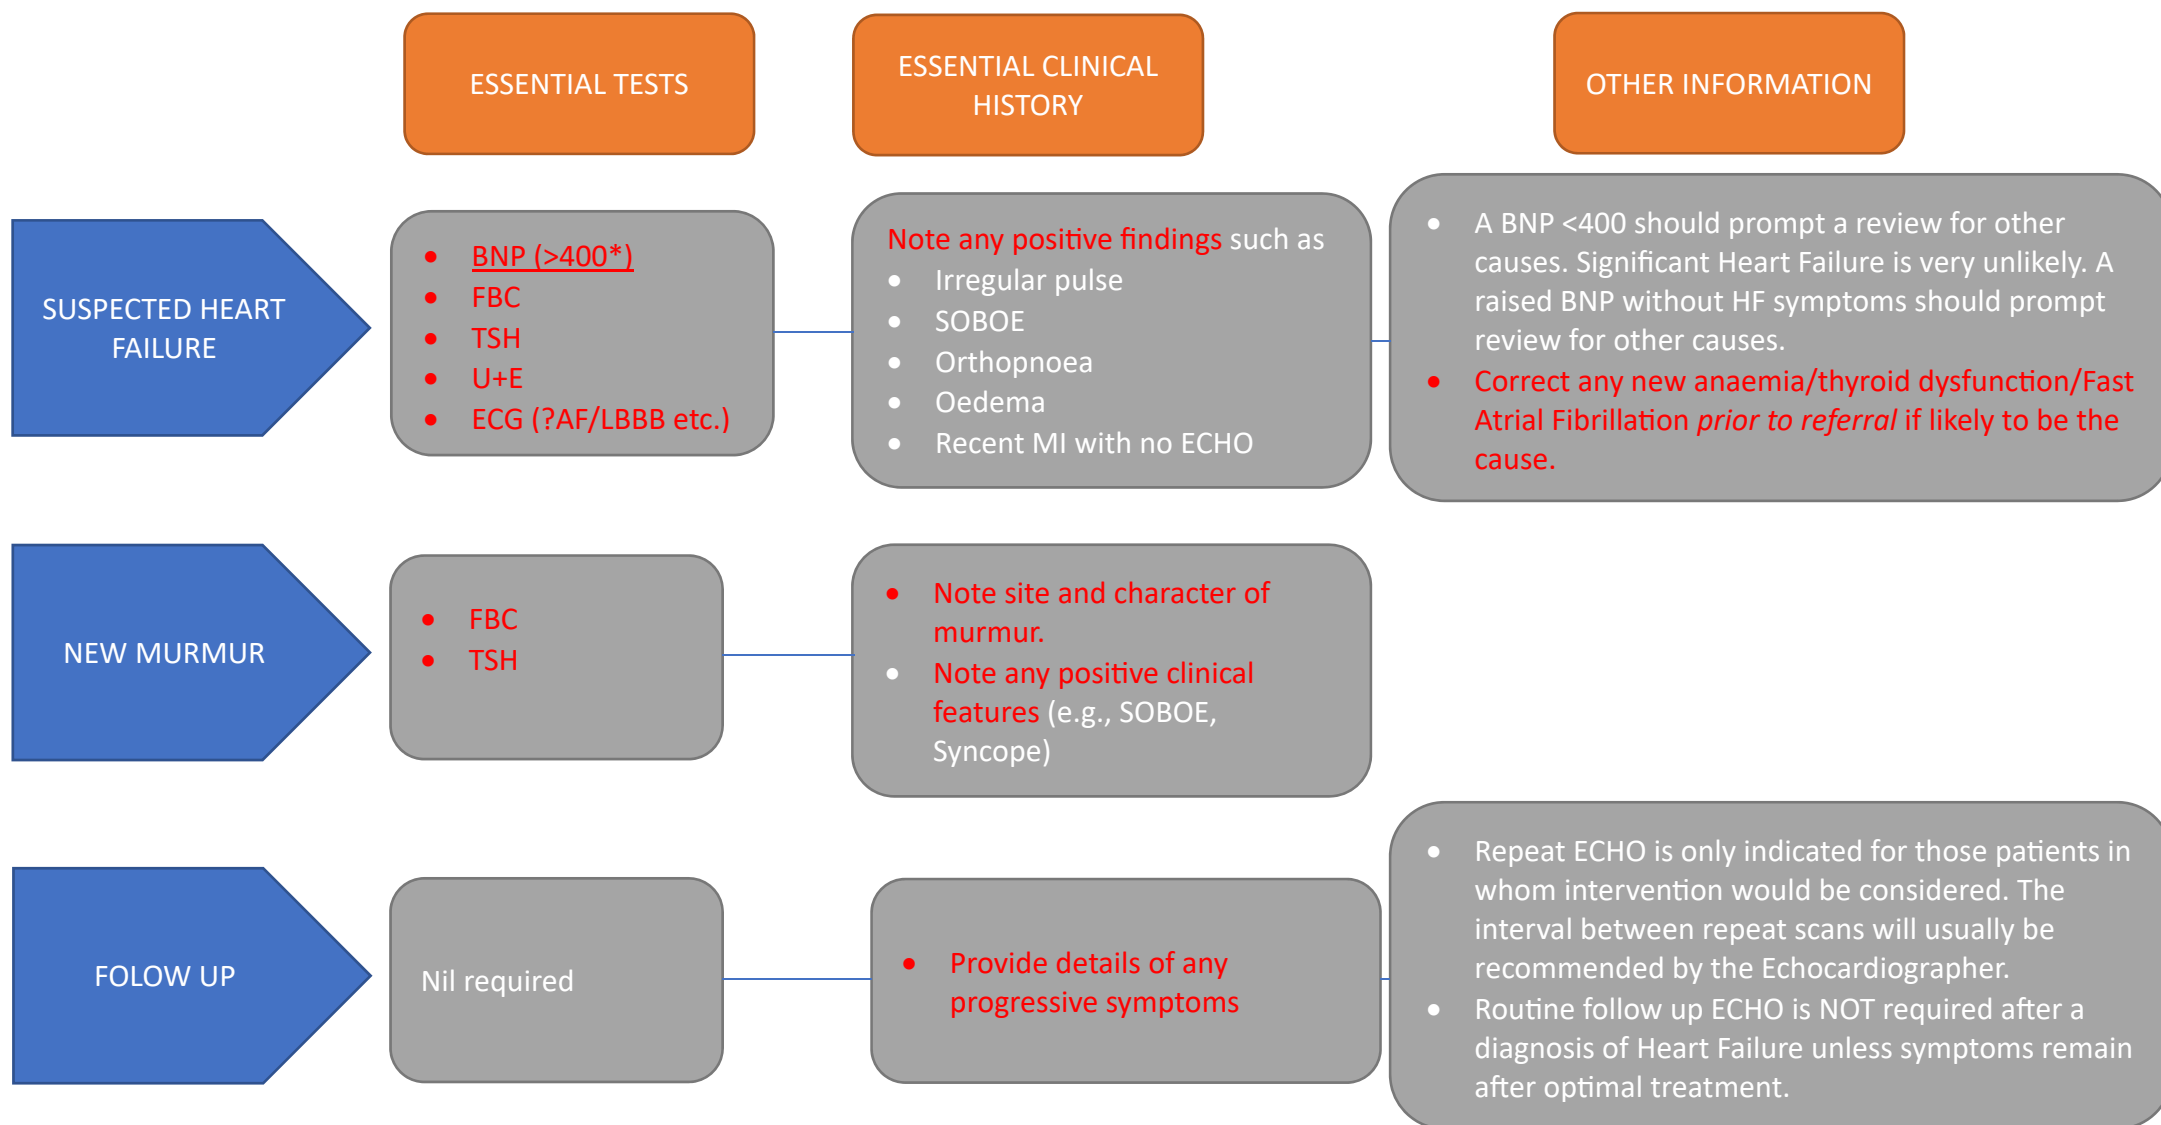 ESSENTIAL TESTS
ESSENTIAL CLINICAL
HISTORY
OTHER INFORMATION
SUSPECTED HEART
FAILURE
• BNP (>400*)
• FBC
• TSH
• U+E
• ECG (?AF/LBBB etc.)
Note any positive findings such as
• Irregular pulse
• SOBOE
• Orthopnoea
• Oedema
• Recent MI with no ECHO
• A BNP <400 should prompt a review for other
causes. Significant Heart Failure is very unlikely. A
raised BNP without HF symptoms should prompt
review for other causes.
• Correct any new anaemia/thyroid dysfunction/Fast
Atrial Fibrillation prior to referral if likely to be the
cause.
NEW MURMUR
• FBC
• TSH
• Note site and character of
murmur.
• Note any positive clinical
features (e.g., SOBOE,
Syncope)
FOLOW UP
Nil required
• Provide details of any
progressive symptoms
• Repeat ECHO is only indicated for those patients in
whom intervention would be considered. The
interval between repeat scans will usually be
recommended by the Echocardiographer.
• Routine follow up ECHO is NOT required after a
diagnosis of Heart Failure unless symptoms remain
after optimal treatment.